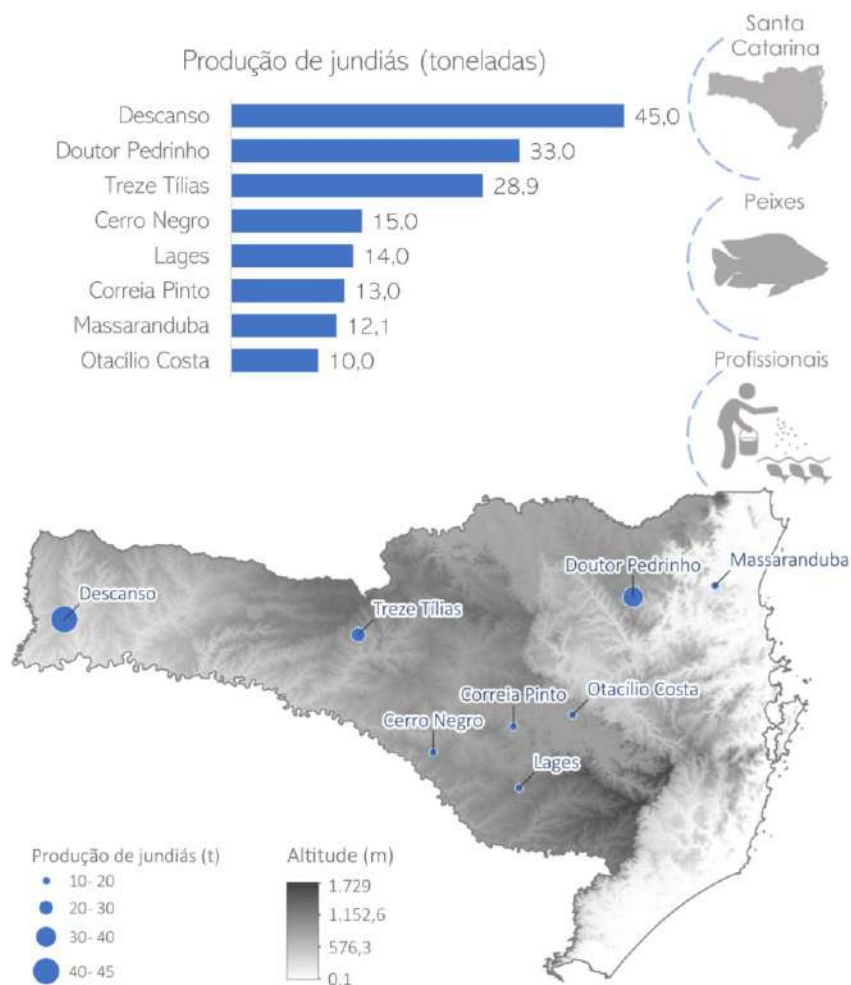 Santa
Catarina
Produção de jundiás (toneladas)
Descanso 45,0
Doutor Pedrinho 33,0
Treze Tílias 28,9
Cerro Negro 15,0
Lages 14,0
Correia Pinto 13,0
Massaranduba 12,1
Otacílio Costa 10,0
Peixes
Profissionais
Doutor Pedrinho
Massaranduba
Descanso
Treze Tílias
Correia Pinto
Otacílio Costa
Cerro Negro
Lages
Produção de jundiás (t)
10- 20
20 - 30
30 - 40
40 - 45
Altitude (m)
1.729
1.152,6
576,3
0.1